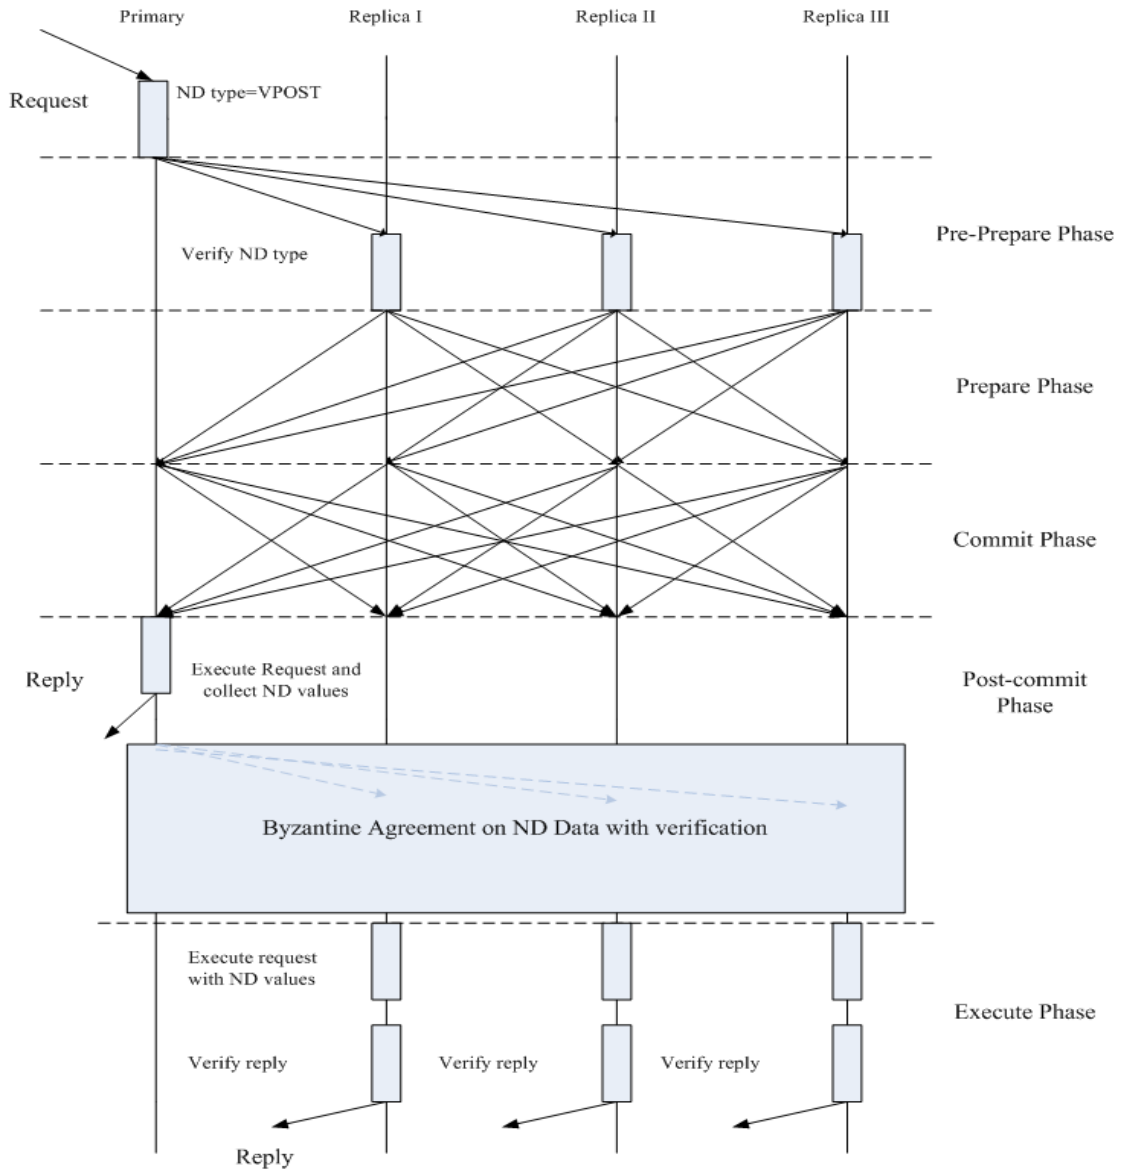 Primary
Replica I
Replica II
Replica III
ND type=VPOST
Request
Pre-Prepare Phase
Verify ND type
Prepare Phase
Commit Phase
Execute Request and
collect ND values
Reply
Post-commit
Phase
Byzantine Agreement on ND Data with verification
Execute request
with ND values
Execute Phase
Verify reply
Verify reply
Verify reply
Reply